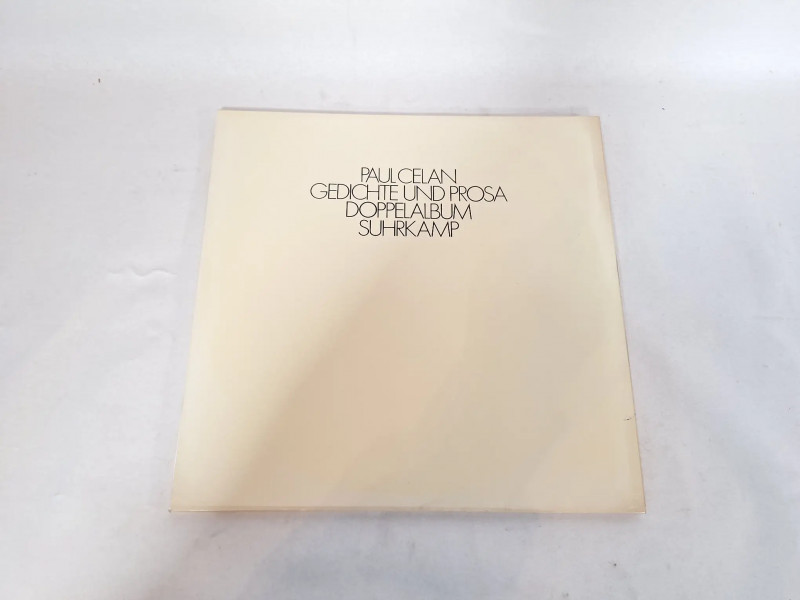 PAUL CELAN
GEDICHTE UND PROSA
DOPPELALBUM
SUHRKAMP